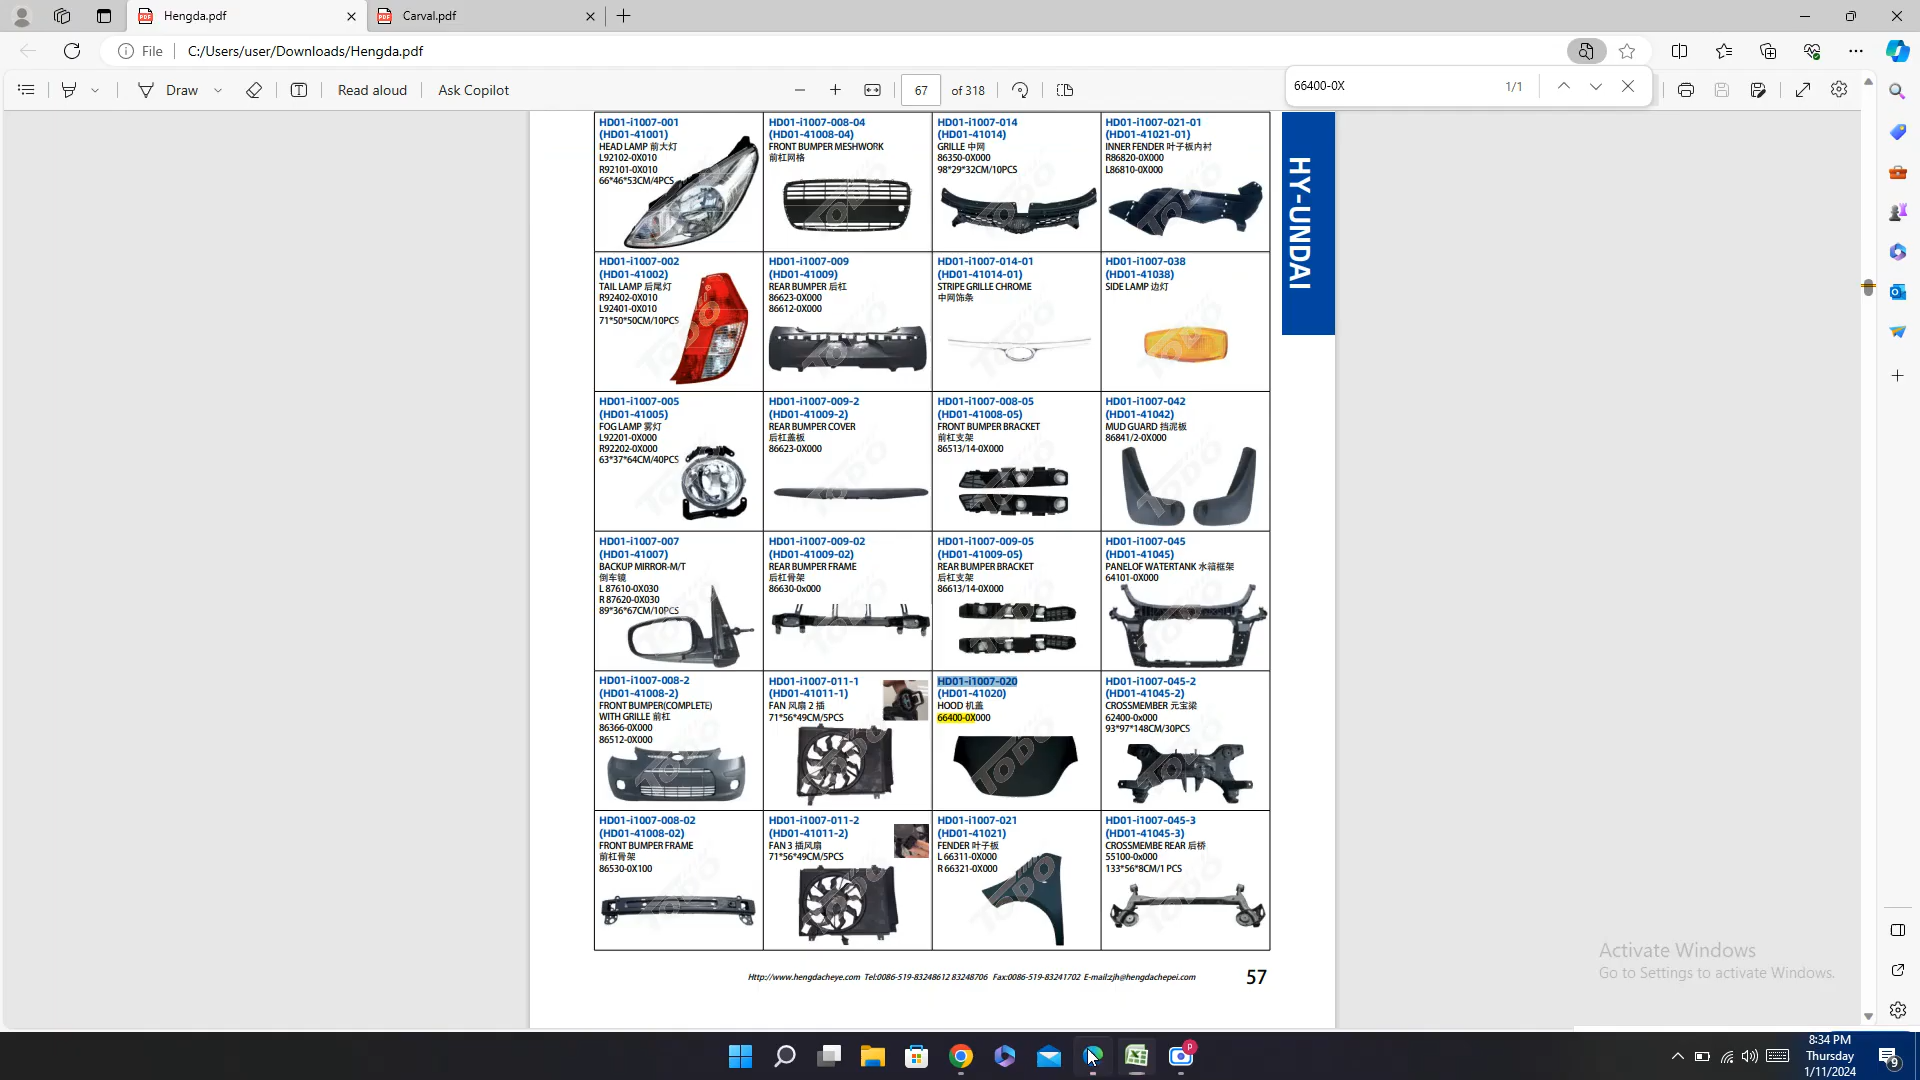 Hengda.pdf
Carval.pdf
File
C:/Users/user/Downloads/Hengda.pdf
Draw
Read aloud
Ask Copilot
67
of 318
66400-0X
1/1
HD01-i1007-001
(HD01-41001)
HEAD LAMP 前大灯
L92102-0X010
R92101-0X010
66*46*53CM/4PCS
HD01-i1007-008-04
(HD01-41008-04)
FRONT BUMPER MESHWORK
前杠网格
HD01-i1007-014
(HD01-41014)
GRILLE 中网
86350-0X000
98*29*32CM/10PCS
HD01-i1007-021-01
(HD01-41021-01)
INNER FENDER 叶子板内衬
R86820-0X000
L86810-0X000
HY-UNDAI
HD01-i1007-002
(HD01-41002)
TAIL LAMP 后尾灯
R92402-0X010
L92401-0X010
71*50*50CM/10PCS
HD01-i1007-009
(HD01-41009)
REAR BUMPER 后杠
86623-0X000
86612-0X000
HD01-i1007-014-01
(HD01-41014-01)
STRIPE GRILLE CHROME
中网饰条
HD01-i1007-038
(HD01-41038)
SIDE LAMP 边灯
HD01-i1007-005
(HD01-41005)
FOG LAMP 雾灯
L92201-0X000
R92202-0X000
63*37*64CM/40PCS
HD01-i1007-009-2
(HD01-41009-2)
REAR BUMPER COVER
后杠盖板
86623-0X000
HD01-i1007-008-05
(HD01-41008-05)
FRONT BUMPER BRACKET
前杠支架
86513/14-0X000
HD01-i1007-042
(HD01-41042)
MUD GUARD 挡泥板
86841/2-0X000
HD01-i1007-007
(HD01-41007)
BACKUP MIRROR-M/T
倒车镜
L 87610-0X030
R 87620-0X030
89*36*67CM/10PCS
HD01-i1007-009-02
(HD01-41009-02)
REAR BUMPER FRAME
后杠骨架
86630-0x000
HD01-i1007-009-05
(HD01-41009-05)
REAR BUMPER BRACKET
后杠支架
86613/14-0X000
HD01-i1007-045
(HD01-41045)
PANELOF WATERTANK 水箱框架
64101-0X000
HD01-i1007-008-2
(HD01-41008-2)
FRONT BUMPER(COMPLETE)
WITH GRILLE 前杠
86366-0X000
86512-0X000
HD01-i1007-011-1
(HD01-41011-1)
FAN 风扇 2 插
71*56*49CM/5PCS
HD01-i1007-020
(HD01-41020)
HOOD 机盖
66400-0X000
HD01-i1007-045-2
(HD01-41045-2)
CROSSMEMBER 元宝梁
62400-0x000
93*97*148CM/30PCS
HD01-i1007-008-02
(HD01-41008-02)
FRONT BUMPER FRAME
前杠骨架
86530-0X100
HD01-i1007-011-2
(HD01-41011-2)
FAN 3 插风扇
71*56*49CM/5PCS
HD01-i1007-021
(HD01-41021)
FENDER 叶子板
L 66311-0X000
R 66321-0X000
HD01-i1007-045-3
(HD01-41045-3)
CROSSMEMBE REAR 后桥
55100-0x000
133*56*8CM/1 PCS
Http://www.hengdacheye.com Tel:0086-519-83248612 83248706 Fax:0086-519-83241702 E-mail:zjh@hengdachepei.com
57
Activate Windows
Go to Settings to activate Windows.
8:34 PM
Thursday
1/11/2024
9